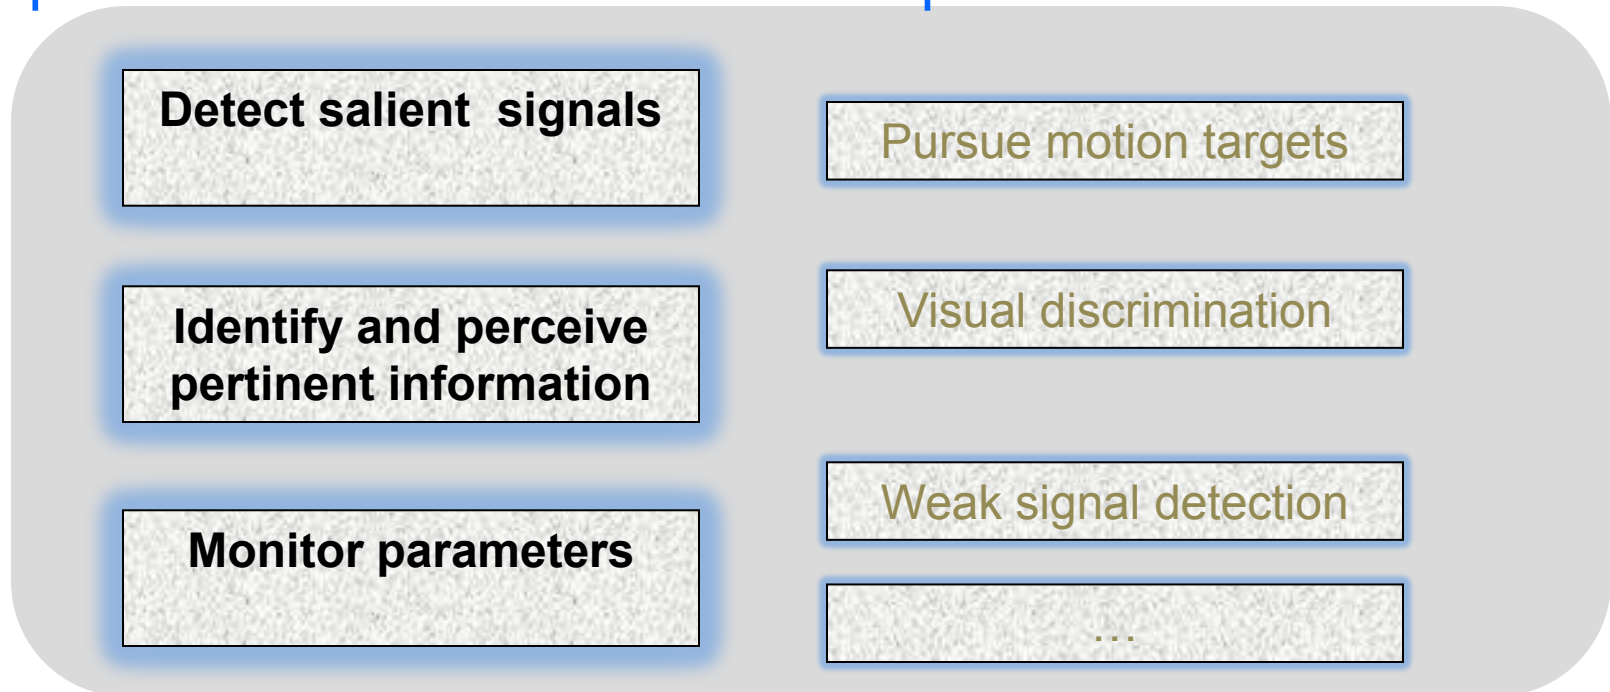 Detect salient  signals
Identify and perceive
pertinent information
Monitor parameters
Pursue motion targets
Visual discrimination
Weak signal detection
…